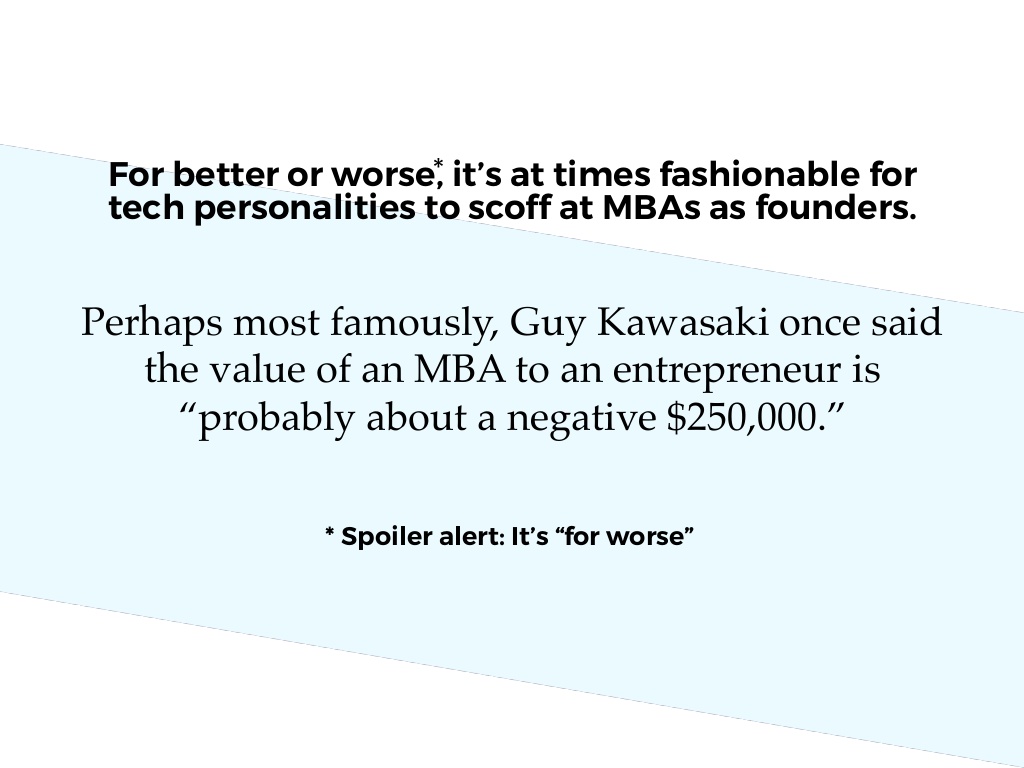 For better or worse*, it’s at times fashionable for
tech personalities to scoff at MBAs as founders.
Perhaps most famously, Guy Kawasaki once said
the value of an MBA to an entrepreneur is
“probably about a negative $250,000.”
* Spoiler alert: It’s “for worse”